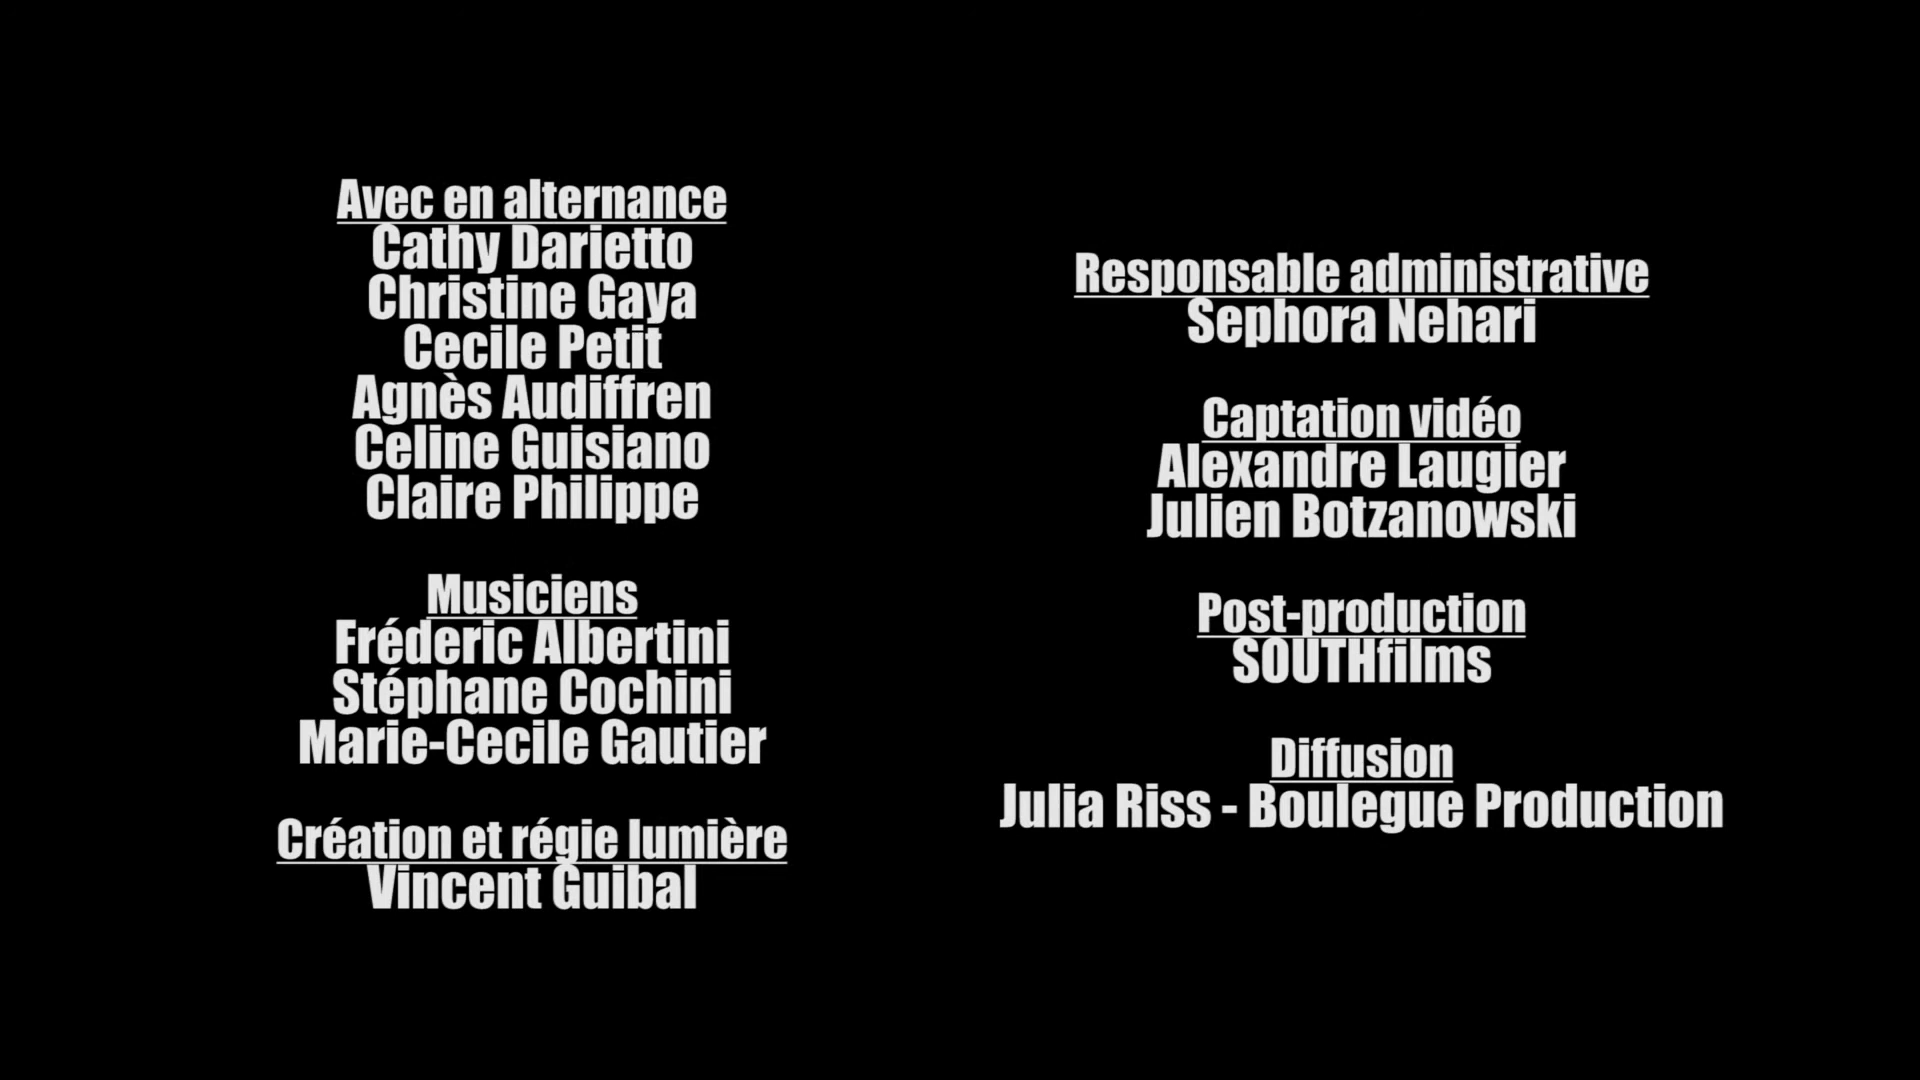 Avec en alternance
Cathy Darietto
Christine Gaya
Cecile Petit
Agnès Audiffren
Celine Guisiano
Claire Philippe
Musiciens
Fréderic Albertini
Stéphane Cochini
Marie-Cecile Gautier
Création et régie lumière
Vincent Guibal
Responsable administrative
Sephora Nehari
Captation vidéo
Alexandre Laugier
Julien Botzanowski
Post-production
SOUTHfilms
Diffusion
Julia Riss - Boulegue Production